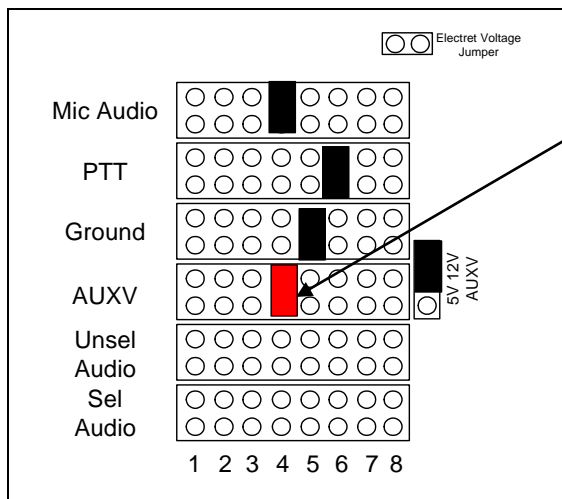 Electret Voltage
Jumper
Mic Audio
PTT
Ground
AUXV
5V 12V
AUXV
Unsel
Audio
Sel
Audio
1 2 3 4 5 6 7 8